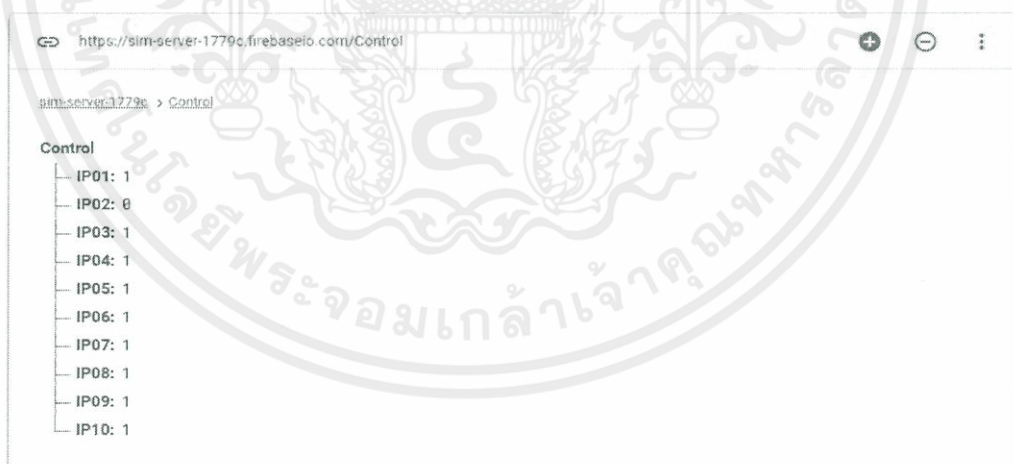 https://sim-server-1779c.firebaseio.com/Control
sim-server-1779c > Control
Control
IP01: 1
IP02: 0
IP03: 1
IP04: 1
IP05: 1
IP06: 1
IP07: 1
IP08: 1
IP09: 1
IP10: 1